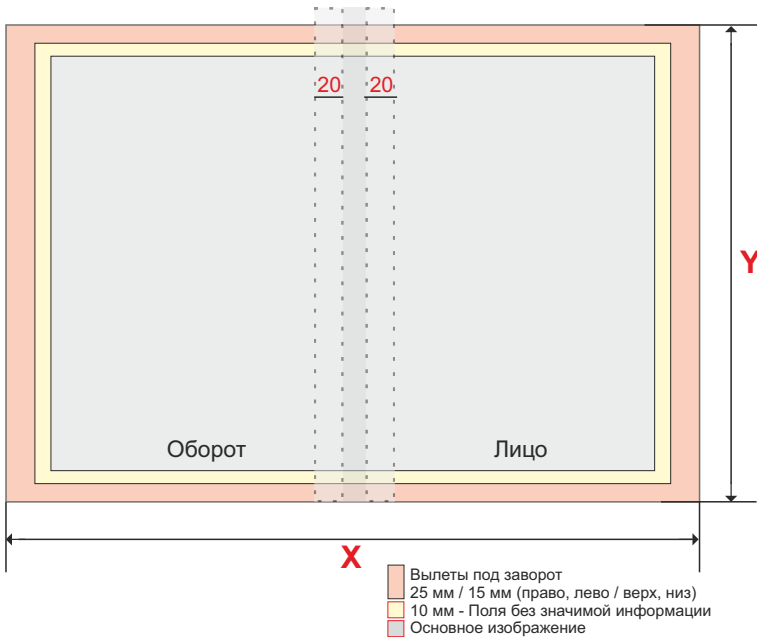 20 20
Y
Оборот Лицо
X
Вылеты под заворот
25 мм / 15 мм (право, лево / верх, низ)
10 мм - Поля без значимой информации
Основное изображение